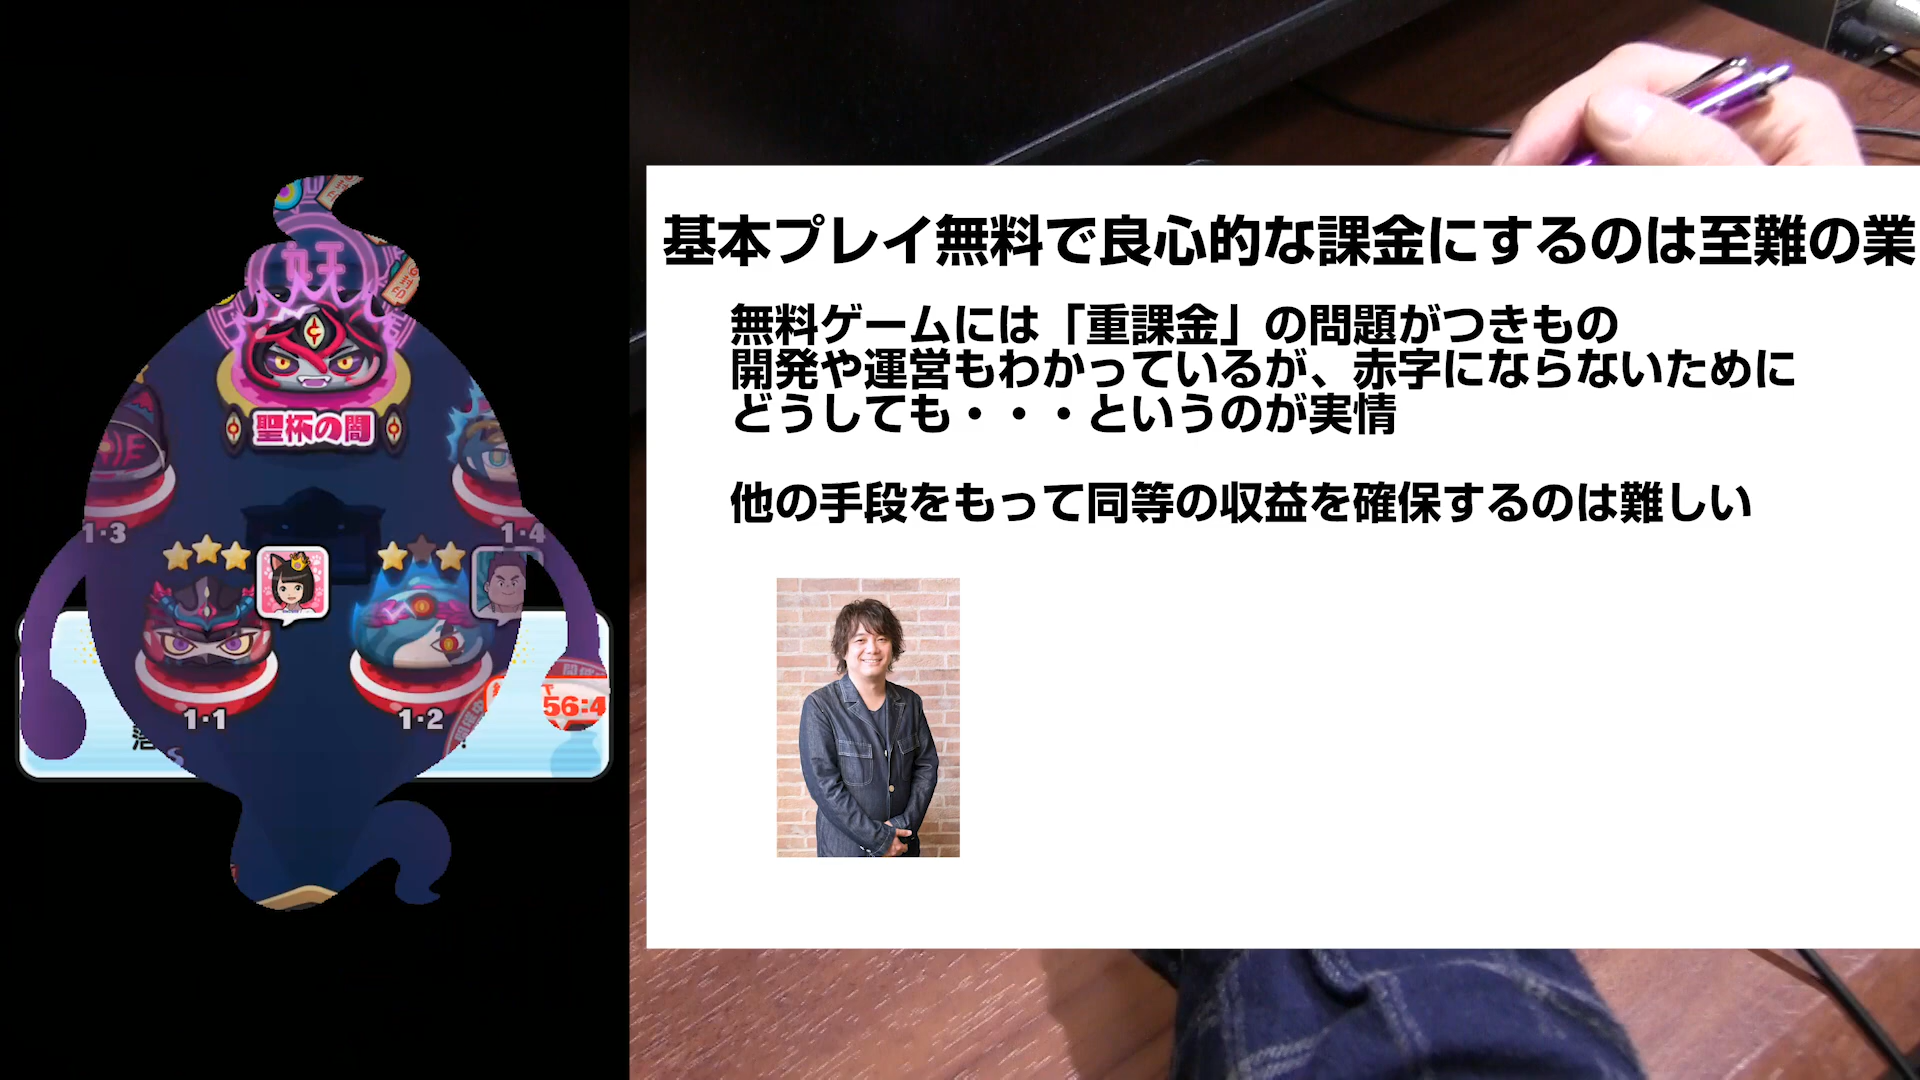 妖
聖杯の闇
1-3
1-4
1-1
1-2
56:4
基本プレイ無料で良心的な課金にするのは至難の業
無料ゲームには「重課金」の問題がつきもの
開発や運営もわかっているが、赤字にならないために
どうしても・・・というのが実情
他の手段をもって同等の収益を確保するのは難しい